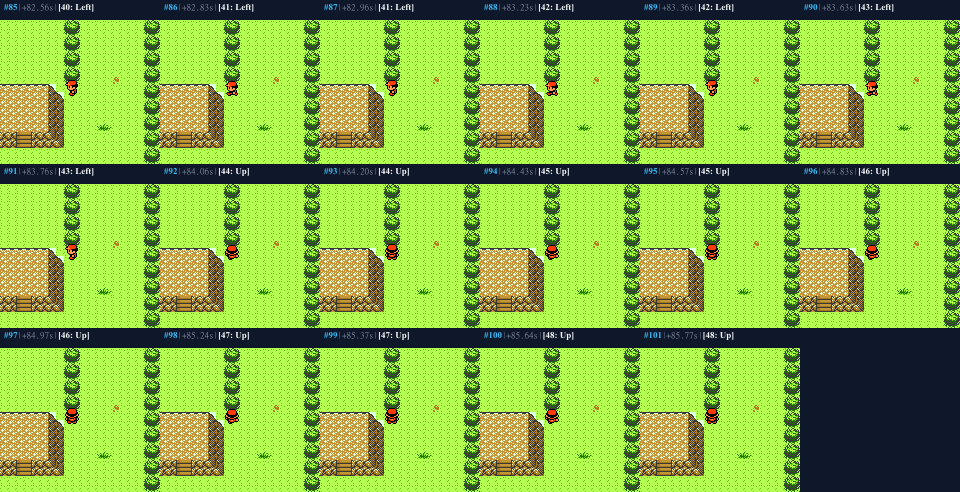 #85|+82.56s|[40: Left] #86|+82.83s|[41: Left] #87|+82.96s|[41: Left] #88|+83.23s|[42: Left] #89|+83.36s|[42: Left] #90|+83.63s|[43: Left]
#91|+83.76s|[43: Left] #92|+84.06s|[44: Up] #93|+84.20s|[44: Up] #94|+84.43s|[45: Up] #95|+84.57s|[45: Up] #96|+84.83s|[46: Up]
#97|+84.97s|[46: Up] #98|+85.24s|[47: Up] #99|+85.37s|[47: Up] #100|+85.64s|[48: Up] #101|+85.77s|[48: Up]